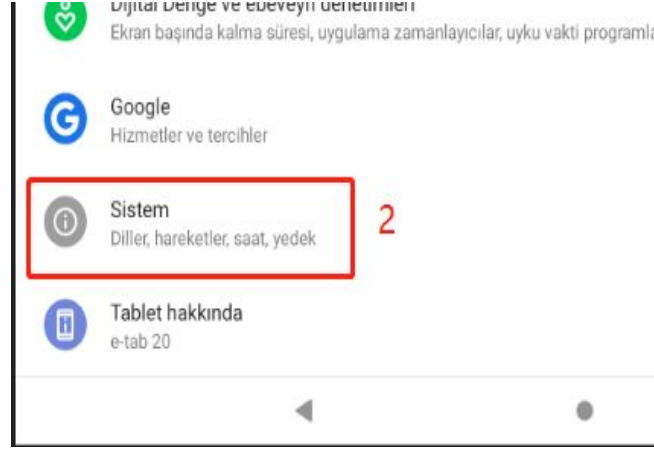 Dijital Denge ve ebeveyn denetimleri
Ekran başında kalma süresi, uygulama zamanlayıcılar, uyku vakti programla
Google
Hizmetler ve tercihler
Sistem
Diller, hareketler, saat, yedek
2
Tablet hakkında
e-tab 20